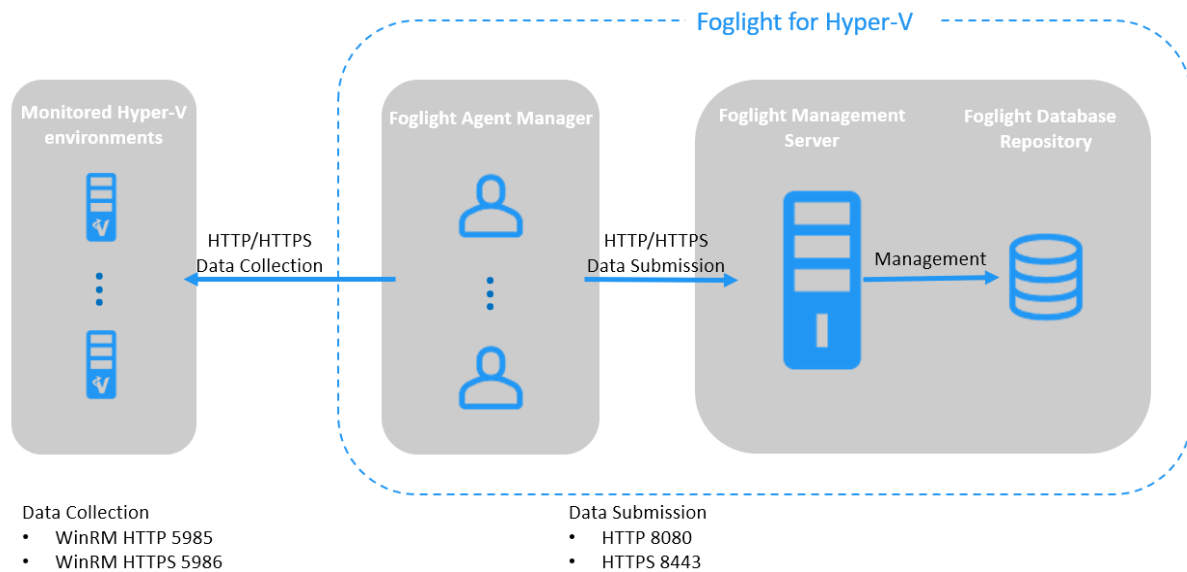 Foglight for Hyper-V
Monitored Hyper-V
environments
Foglight Agent Manager
Foglight Management
Server
Foglight Database
Repository
HTTP/HTTPS
Data Collection
HTTP/HTTPS
Data Submission
Management
Data Collection
• WinRM HTTP 5985
• WinRM HTTPS 5986
Data Submission
• HTTP 8080
• HTTPS 8443